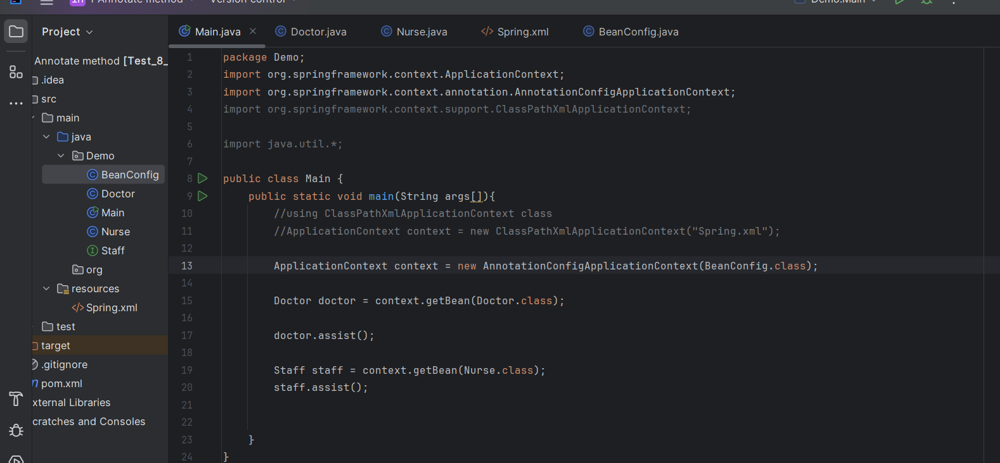 Annotate method
Version control
Demo.Main
Project
Main.java
Doctor.java
Nurse.java
</> Spring.xml
BeanConfig.java
Annotate method [Test_8_
.idea
src
main
java
Demo
BeanConfig
Doctor
Main
Nurse
Staff
org
resources
</> Spring.xml
test
target
.gitignore
pom.xml
xternal Libraries
cratches and Consoles
1 package Demo;
2 import org.springframework.context.ApplicationContext;
3 import org.springframework.context.annotation.AnnotationConfigApplicationContext;
4 import org.springframework.context.support.ClassPathXmlApplicationContext;
5
6 import java.util.*;
7
8 public class Main {
9 public static void main(String args[]){
10 //using ClassPathXmlApplicationContext class
11 //ApplicationContext context = new ClassPathXmlApplicationContext("Spring.xml");
12
13 ApplicationContext context = new AnnotationConfigApplicationContext(BeanConfig.class);
14
15 Doctor doctor = context.getBean(Doctor.class);
16
17 doctor.assist();
18
19 Staff staff = context.getBean(Nurse.class);
20 staff.assist();
21
22
23 }
24 }